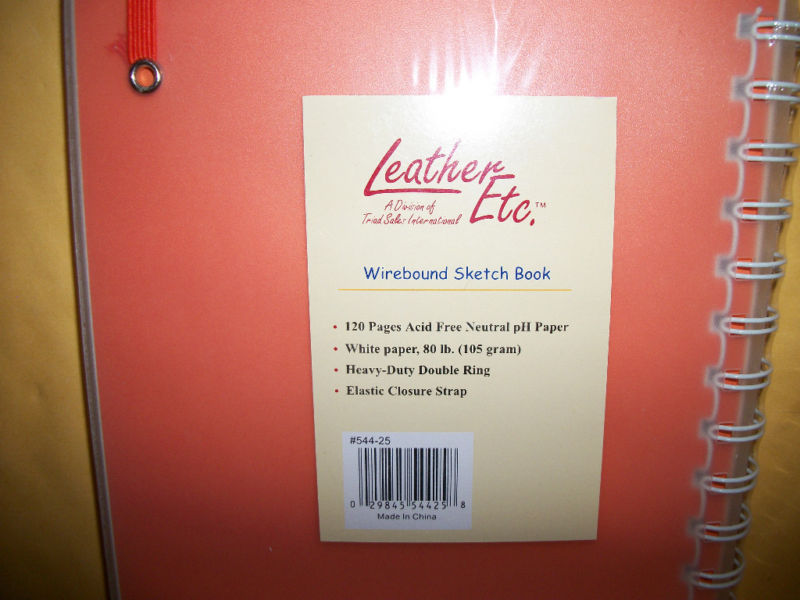 Leather
Etc.™
A Division of
Triad Sales International
Wirebound Sketch Book
• 120 Pages Acid Free Neutral pH Paper
• White paper, 80 lb. (105 gram)
• Heavy-Duty Double Ring
• Elastic Closure Strap
#544-25
0 29845 54425 8
Made In China